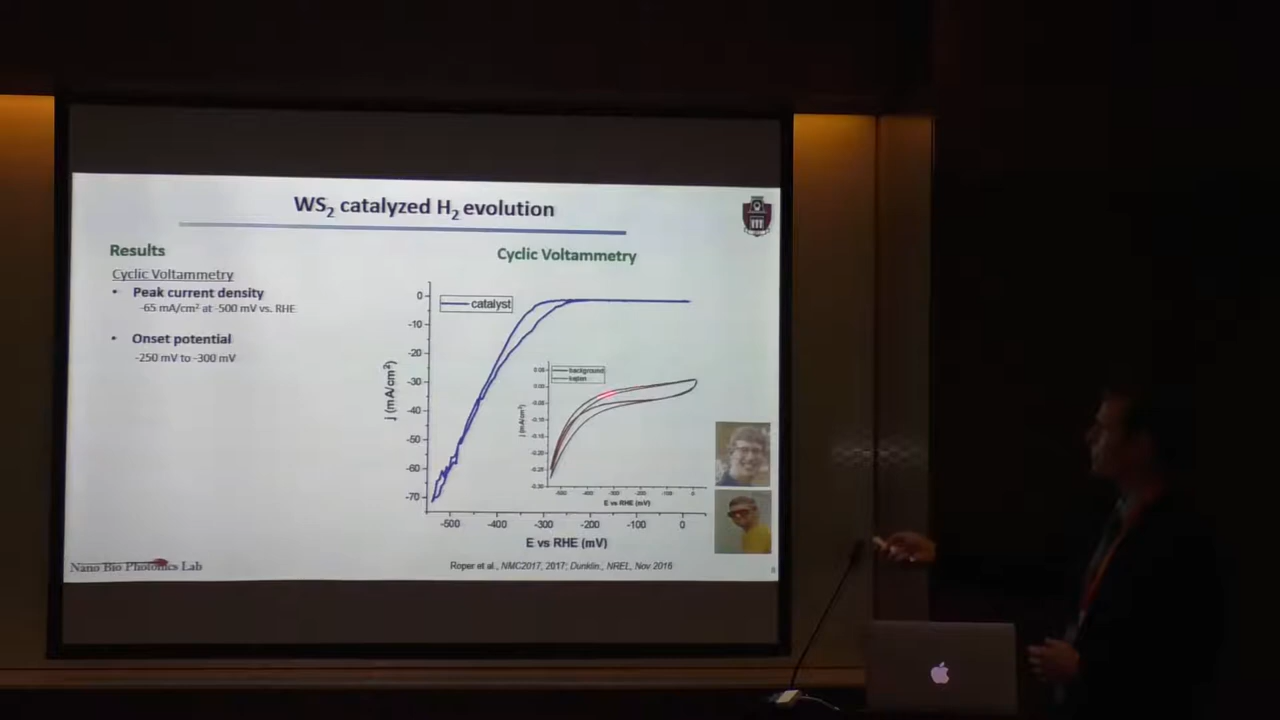 WS2 catalyzed H2 evolution
Results
Cyclic Voltammetry
• Peak current density
-65 mA/cm² at -500 mV vs. RHE
• Onset potential
-250 mV to -300 mV
Cyclic Voltammetry
catalyst
0
-10
-20
-30
-40
-50
-60
-70
j (mA/cm²)
-500 -400 -300 -200 -100 0
E vs RHE (mV)
background
E vs RHE (mV)
Nano Bio Photonics Lab
Roper et al., NMC2017, 2017; Dunklin., NREL, Nov 2016
8